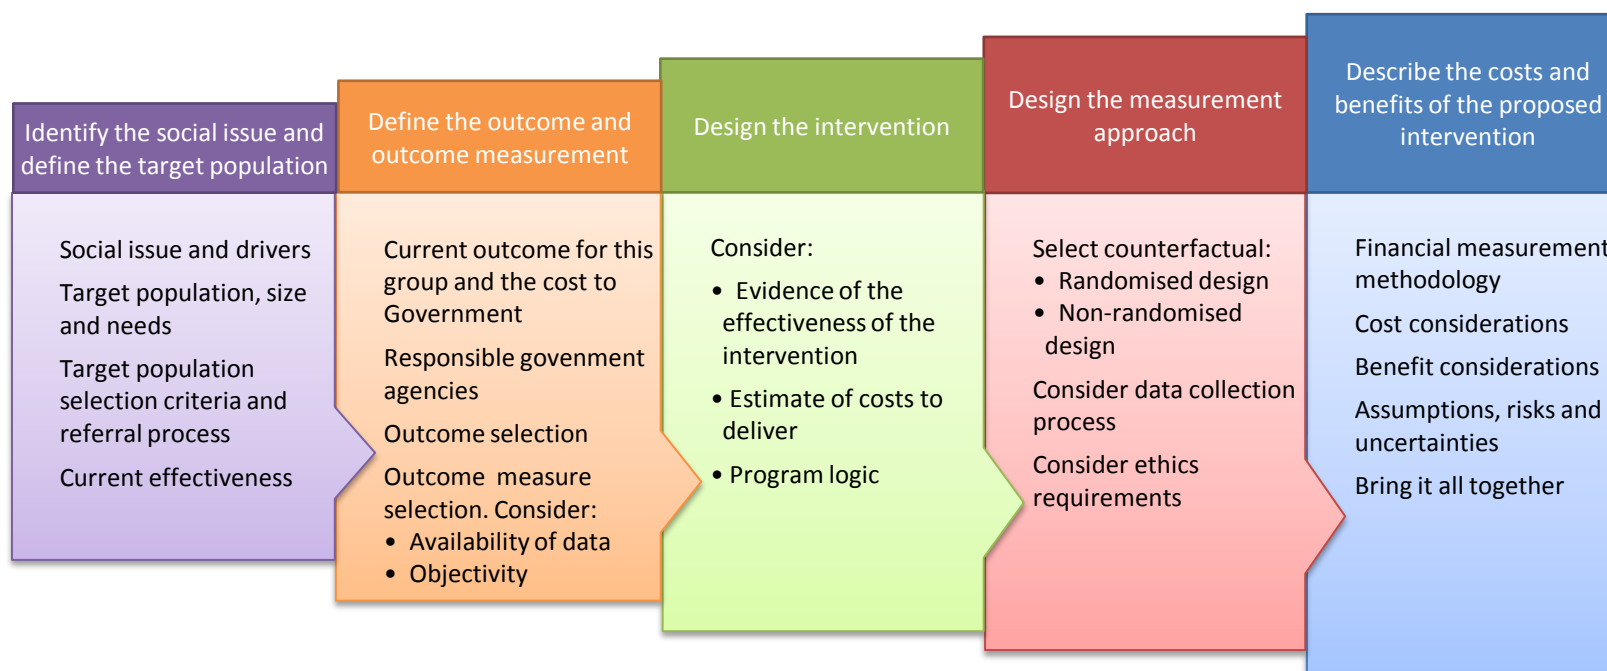 Identify the social issue and
define the target population
Social issue and drivers
Target population, size
and needs
Target population
selection criteria and
referral process
Current effectiveness
Define the outcome and
outcome measurement
Current outcome for this
group and the cost to
Government
Responsible govenment
agencies
Outcome selection
Outcome measure
selection. Consider:
• Availability of data
• Objectivity
Design the intervention
Consider:
• Evidence of the
effectiveness of the
intervention
• Estimate of costs to
deliver
• Program logic
Design the measurement
approach
Select counterfactual:
• Randomised design
• Non-randomised
design
Consider data collection
process
Consider ethics
requirements
Describe the costs and
benefits of the proposed
intervention
Financial measurement
methodology
Cost considerations
Benefit considerations
Assumptions, risks and
uncertainties
Bring it all together